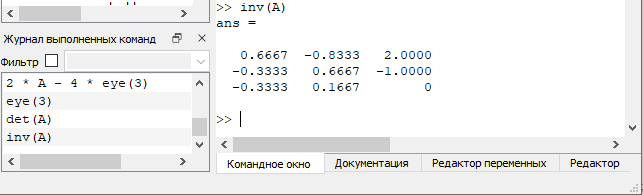 Журнал выполненных команд
Фильтр
2 * A - 4 * eye(3)
eye(3)
det(A)
inv(A)
>> inv(A)
ans =
0.6667 -0.8333 2.0000
-0.3333 0.6667 -1.0000
-0.3333 0.1667 0
>>
Командное окно Документация Редактор переменных Редактор